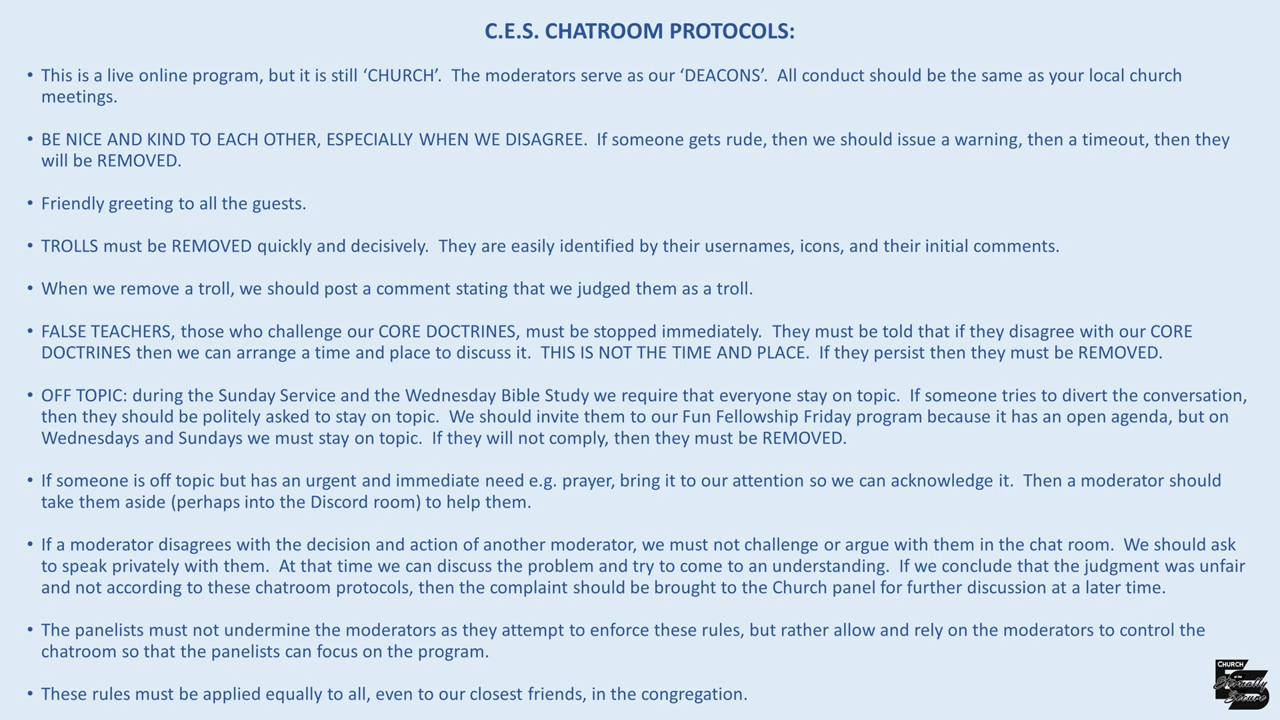 C.E.S. CHATROOM PROTOCOLS:
• This is a live online program, but it is still ‘CHURCH’.  The moderators serve as our ‘DEACONS’.  All conduct should be the same as your local church
meetings.
• BE NICE AND KIND TO EACH OTHER, ESPECIALLY WHEN WE DISAGREE.  If someone gets rude, then we should issue a warning, then a timeout, then they
will be REMOVED.
• Friendly greeting to all the guests.
• TROLLS must be REMOVED quickly and decisively.  They are easily identified by their usernames, icons, and their initial comments.
• When we remove a troll, we should post a comment stating that we judged them as a troll.
• FALSE TEACHERS, those who challenge our CORE DOCTRINES, must be stopped immediately.  They must be told that if they disagree with our CORE
DOCTRINES then we can arrange a time and place to discuss it.  THIS IS NOT THE TIME AND PLACE.  If they persist then they must be REMOVED.
• OFF TOPIC: during the Sunday Service and the Wednesday Bible Study we require that everyone stay on topic.  If someone tries to divert the conversation,
then they should be politely asked to stay on topic.  We should invite them to our Fun Fellowship Friday program because it has an open agenda, but on
Wednesdays and Sundays we must stay on topic.  If they will not comply, then they must be REMOVED.
• If someone is off topic but has an urgent and immediate need e.g. prayer, bring it to our attention so we can acknowledge it.  Then a moderator should
take them aside (perhaps into the Discord room) to help them.
• If a moderator disagrees with the decision and action of another moderator, we must not challenge or argue with them in the chat room.  We should ask
to speak privately with them.  At that time we can discuss the problem and try to come to an understanding.  If we conclude that the judgment was unfair
and not according to these chatroom protocols, then the complaint should be brought to the Church panel for further discussion at a later time.
• The panelists must not undermine the moderators as they attempt to enforce these rules, but rather allow and rely on the moderators to control the
chatroom so that the panelists can focus on the program.
• These rules must be applied equally to all, even to our closest friends, in the congregation.
CHURCH
of the
Eternally
Secure